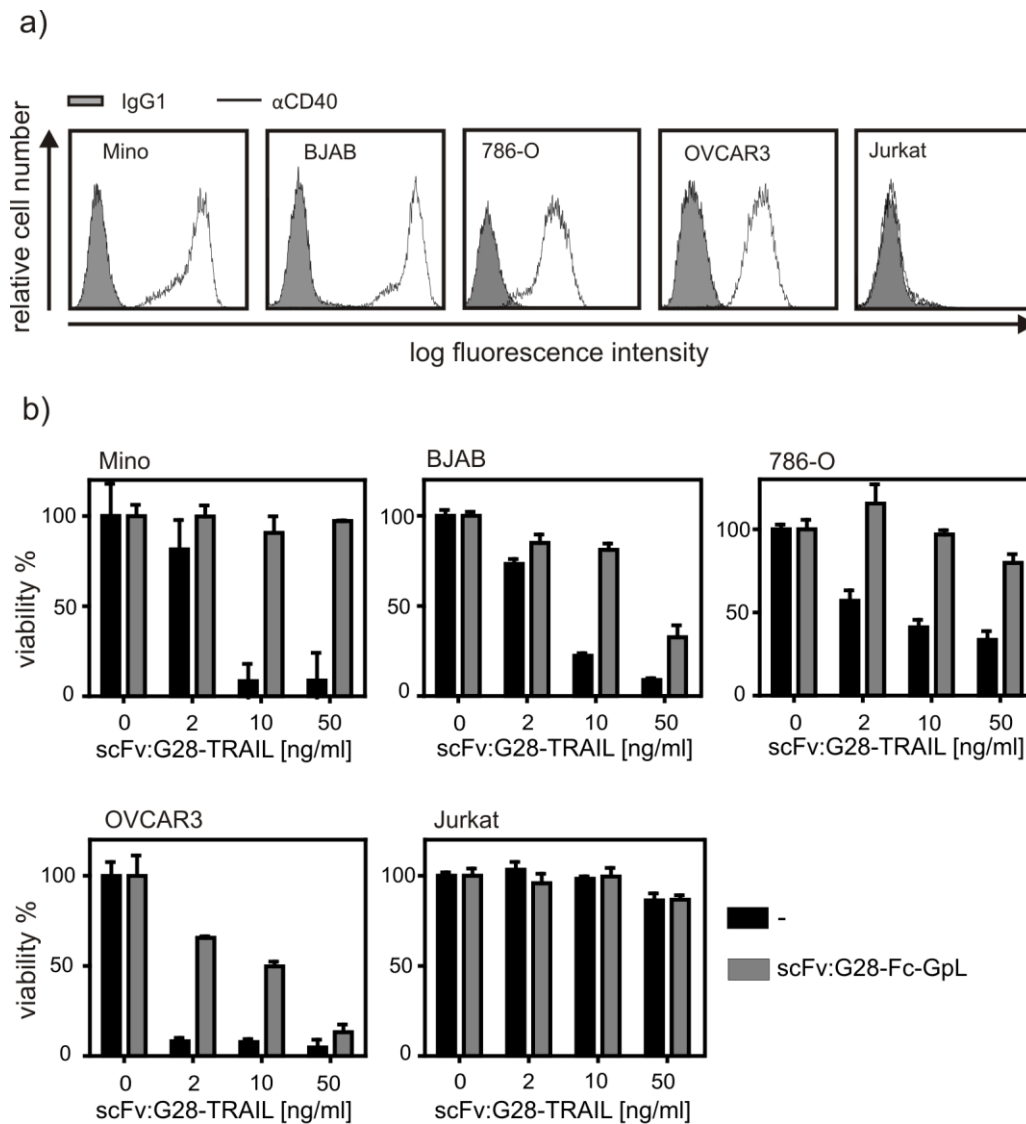 a)
IgG1 αCD40
relative cell number
Mino BJAB 786-O OVCAR3 Jurkat
log fluorescence intensity
b)
Mino BJAB 786-O
viability %
100 100 100
50 50 50
0 0 0
0 2 10 50 0 2 10 50 0 2 10 50
scFv:G28-TRAIL [ng/ml] scFv:G28-TRAIL [ng/ml] scFv:G28-TRAIL [ng/ml]
OVCAR3 Jurkat
viability %
100 100
50 50
0 0
0 2 10 50 0 2 10 50
scFv:G28-TRAIL [ng/ml] scFv:G28-TRAIL [ng/ml]
-
scFv:G28-Fc-GpL